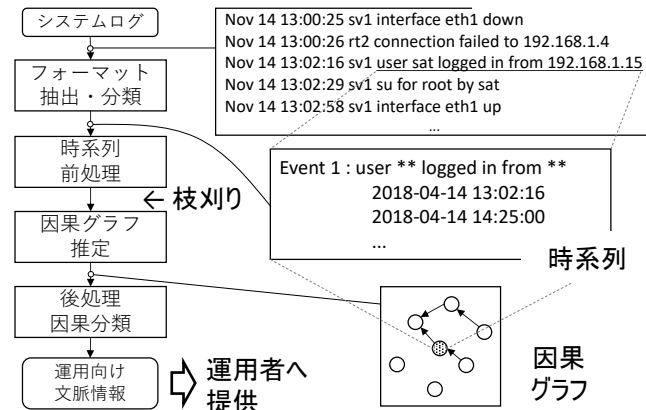 システムログ
Nov 14 13:00:25 sv1 interface eth1 down
Nov 14 13:00:26 rt2 connection failed to 192.168.1.4
Nov 14 13:02:16 sv1 user sat logged in from 192.168.1.15
Nov 14 13:02:29 sv1 su for root by sat
Nov 14 13:02:58 sv1 interface eth1 up
...
フォーマット
抽出・分類
時系列
前処理
Event 1 : user ** logged in from **
2018-04-14 13:02:16
2018-04-14 14:25:00
...
← 枝刈り
時系列
因果グラフ
推定
後処理
因果分類
因果
グラフ
運用向け
文脈情報
運用者へ
提供